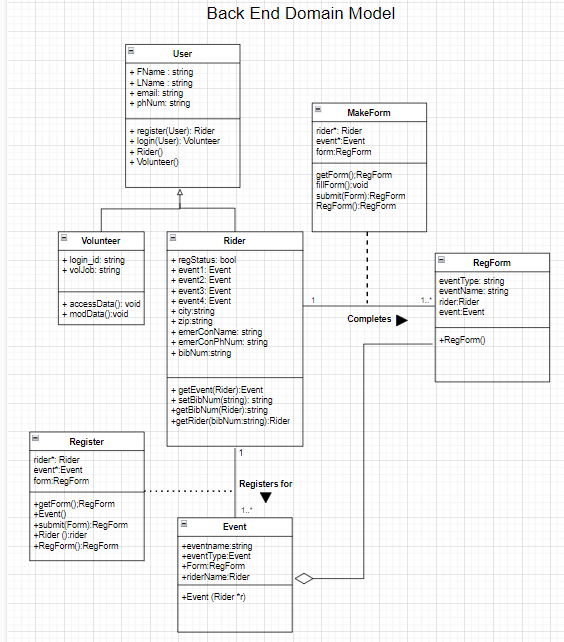 Back End Domain Model
User
+ FName : string
+ LName : string
+ email: string
+ phNum: string
+ register(User): Rider
+ login(User): Volunteer
+ Rider()
+ Volunteer()
MakeForm
rider*: Rider
event*:Event
form:RegForm
getForm():RegForm
fillForm():void
submit(Form):RegForm
RegForm():RegForm
Volunteer
+ login_id: string
+ volJob: string
+ accessData(): void
+ modData():void
Rider
+ regStatus: bool
+ event1: Event
+ event2: Event
+ event3: Event
+ event4: Event
+ city:string
+ zip:string
+ emerConName: string
+ emerConPhNum: string
+ bibNum:string
+ getEvent(Rider):Event
+ setBibNum(string): string
+getBibNum(Rider):string
+getRider(bibNum:string):Rider
RegForm
eventType: string
eventName: string
rider:Rider
event:Event
+RegForm()
1
1..*
Completes
Register
rider*: Rider
event*:Event
form:RegForm
+getForm():RegForm
+Event()
+submit(Form):RegForm
+Rider ():rider
+RegForm():RegForm
1
Registers for
1..*
Event
+eventname:string
+eventType:Event
+Form:RegForm
+riderName:Rider
+Event (Rider *r)